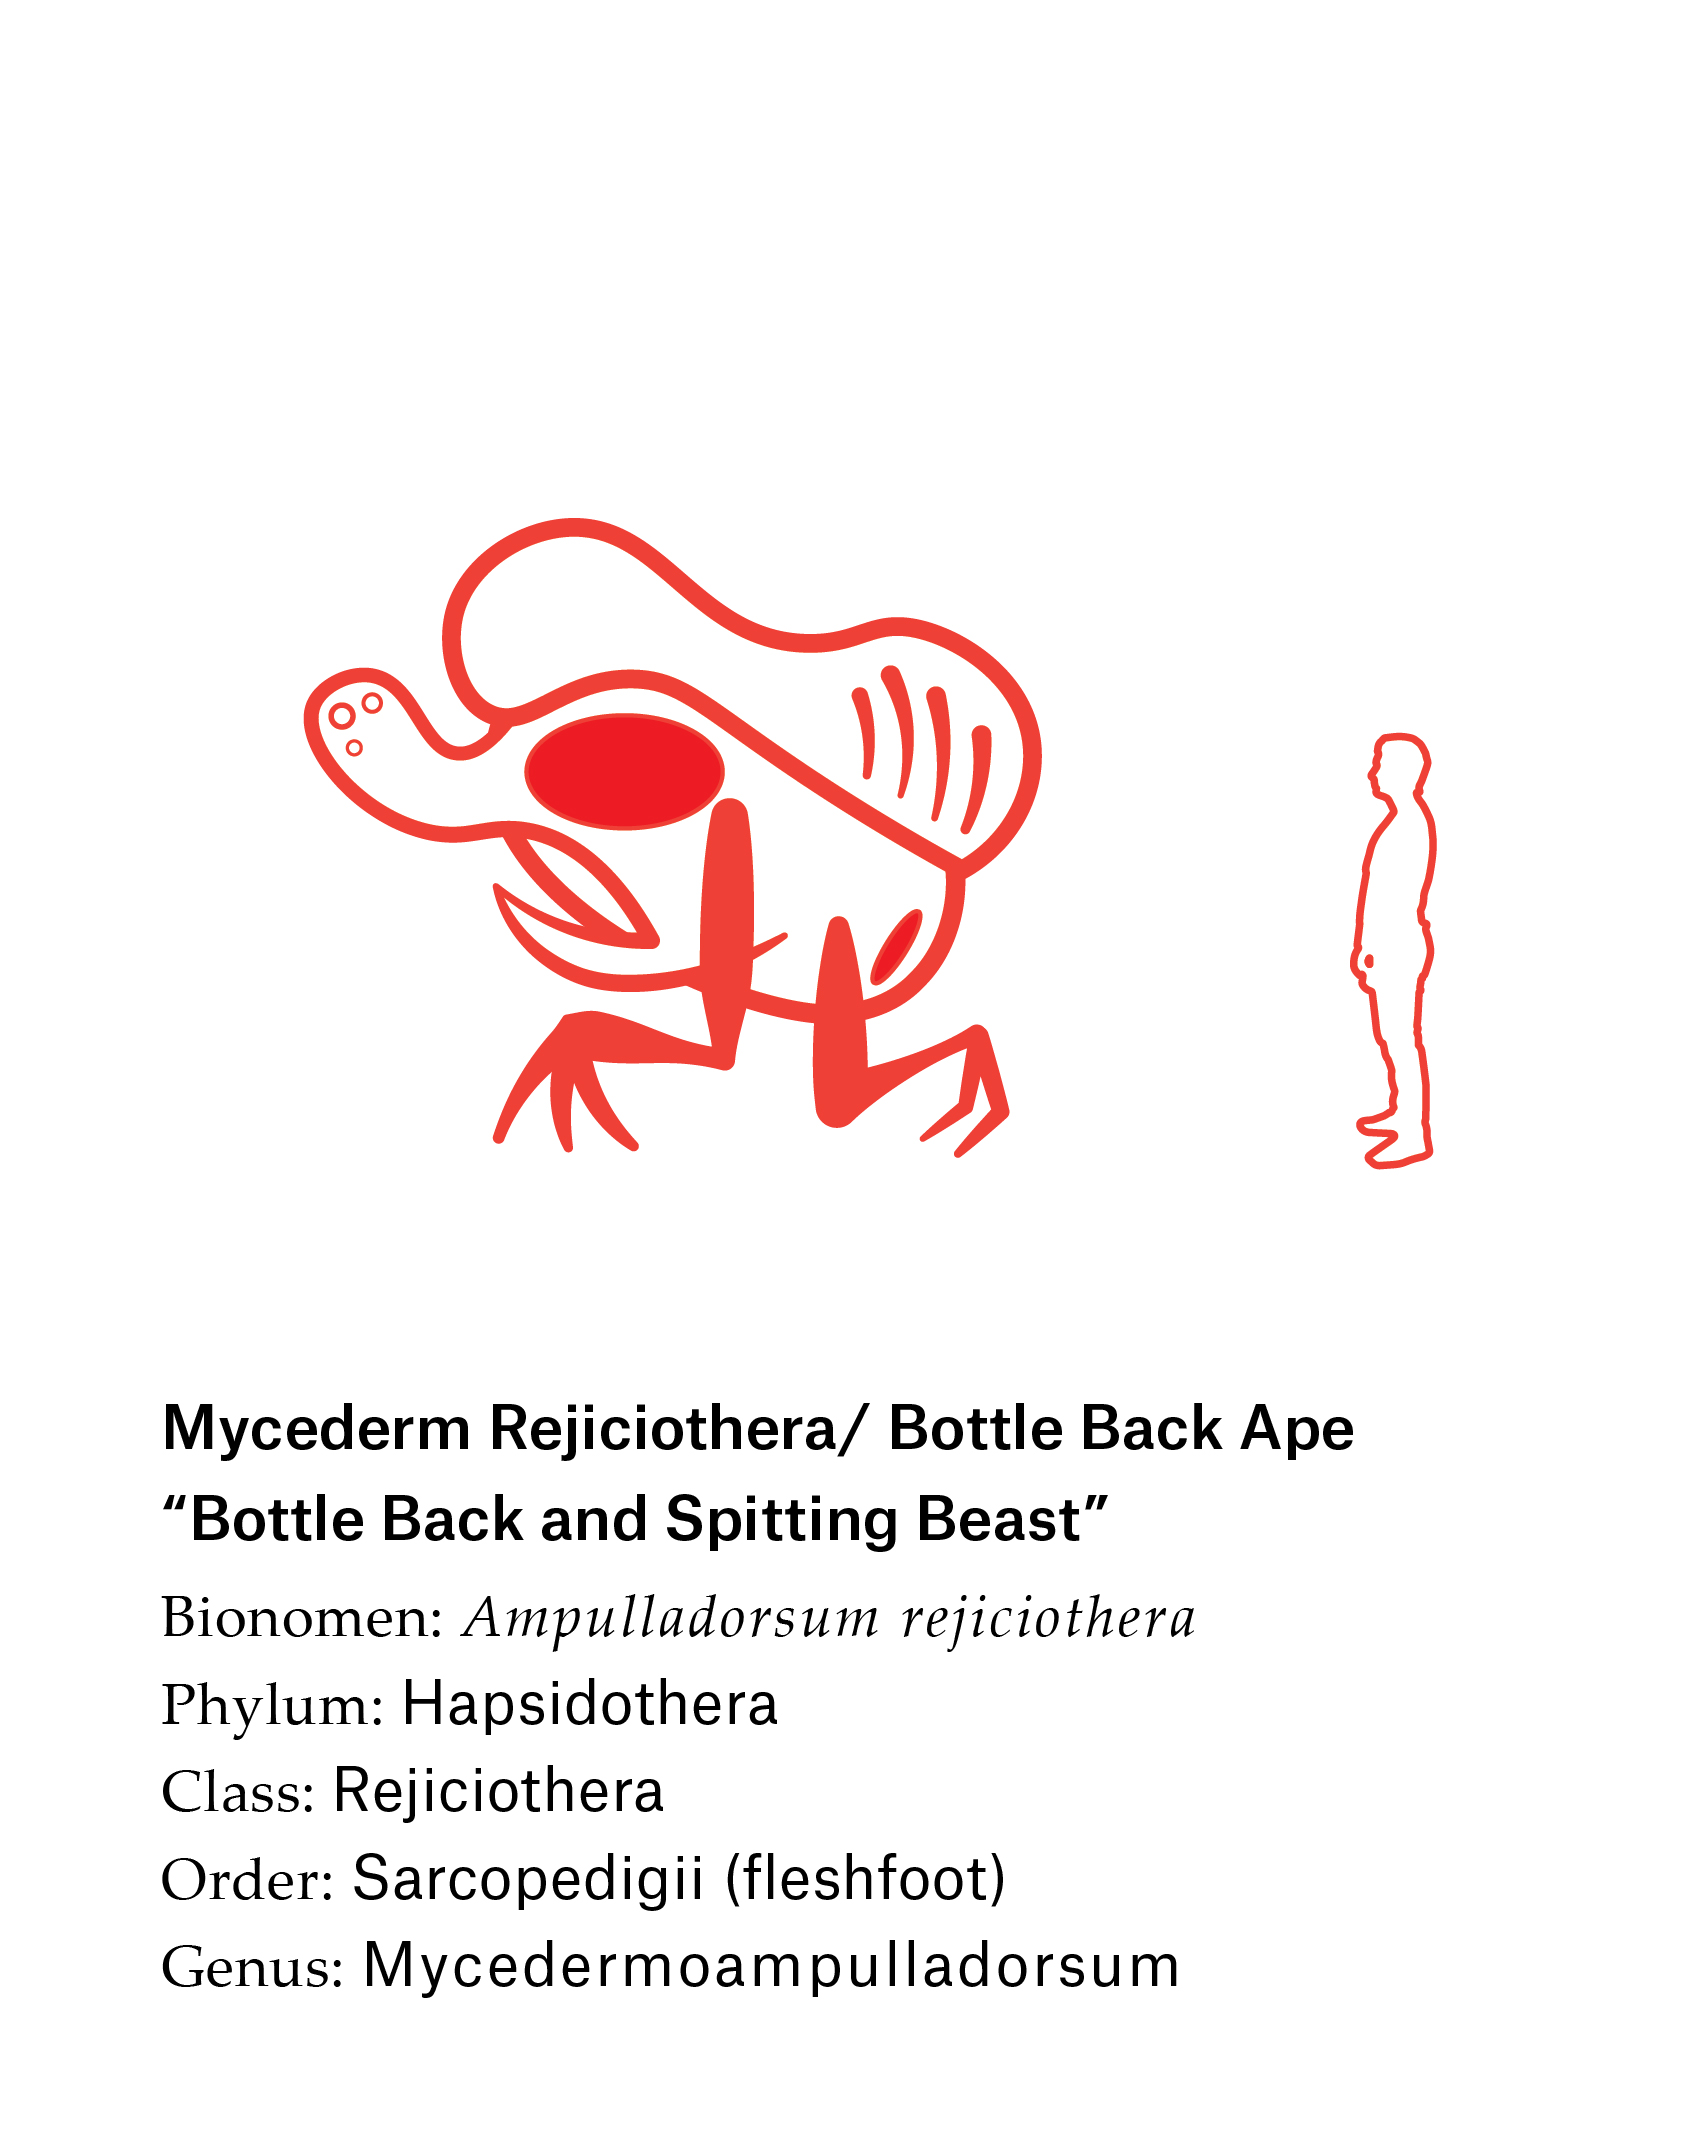 Mycederm Rejiciothera/ Bottle Back Ape
“Bottle Back and Spitting Beast”
Bionomen: Ampulladorsum rejiciothera
Phylum: Hapsidothera
Class: Rejiciothera
Order: Sarcopedigii (fleshfoot)
Genus: Mycedermoampulladorsum